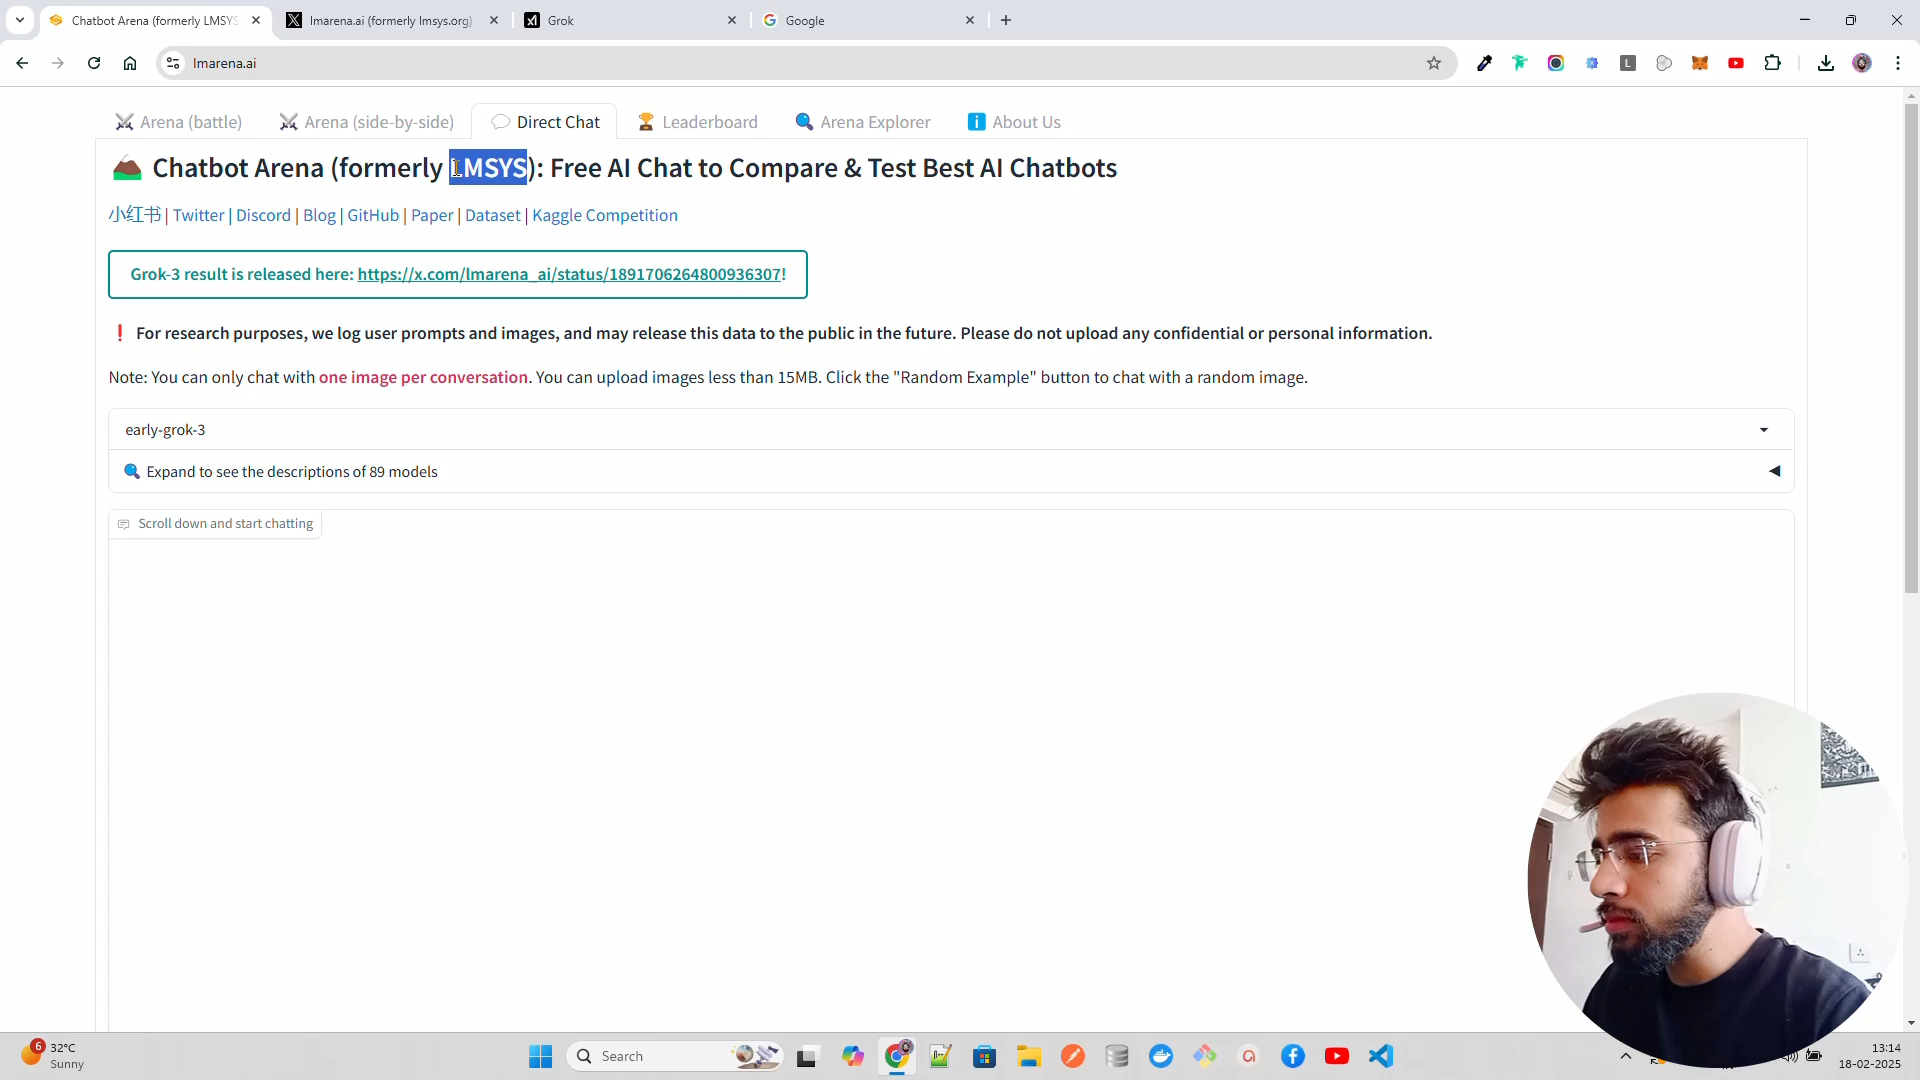 Chatbot Arena (formerly LMSYS
lmarena.ai (formerly lmsys.org)
Grok
Google
lmarena.ai
Arena (battle)
Arena (side-by-side)
Direct Chat
Leaderboard
Arena Explorer
About Us
Chatbot Arena (formerly LMSYS): Free AI Chat to Compare & Test Best AI Chatbots
小红书 | Twitter | Discord | Blog | GitHub | Paper | Dataset | Kaggle Competition
Grok-3 result is released here: https://x.com/lmarena_ai/status/1891706264800936307!
❗ For research purposes, we log user prompts and images, and may release this data to the public in the future. Please do not upload any confidential or personal information.
Note: You can only chat with one image per conversation. You can upload images less than 15MB. Click the "Random Example" button to chat with a random image.
early-grok-3
Expand to see the descriptions of 89 models
Scroll down and start chatting
6
32°C
Sunny
Search
13:14
18-02-2025